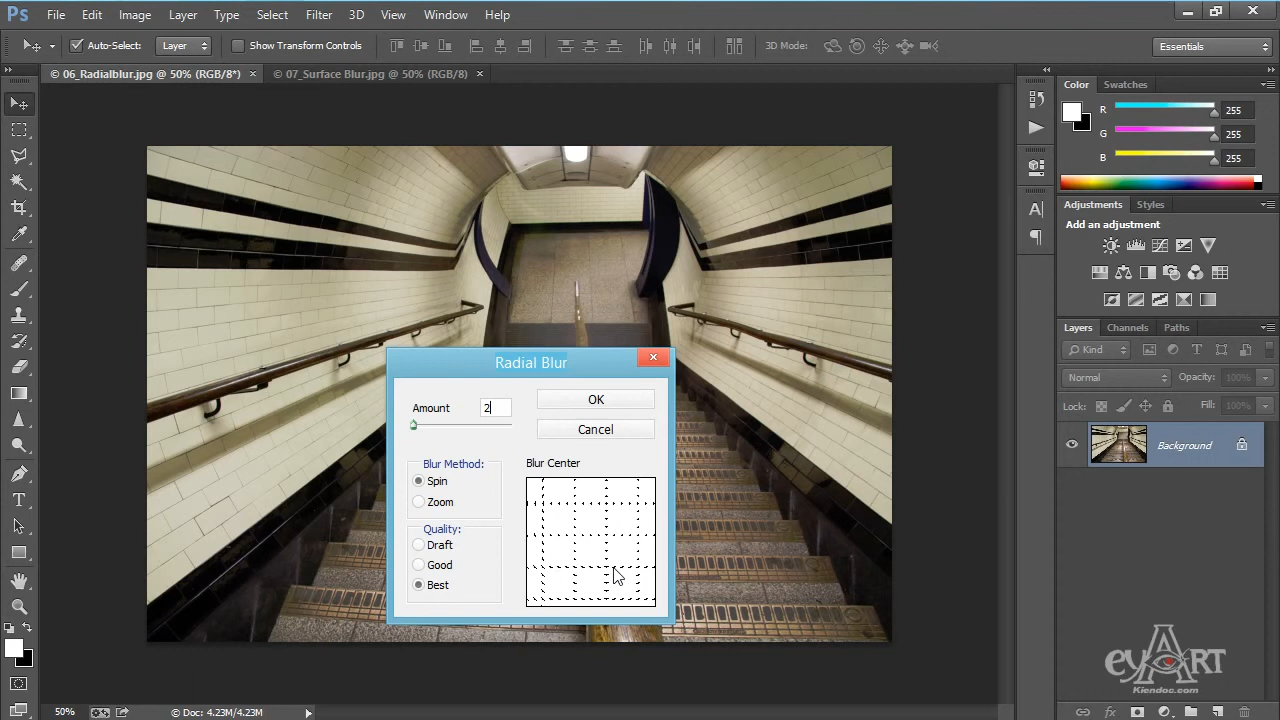 Ps File Edit Image Layer Type Select Filter 3D View Window Help
Auto-Select: Layer Show Transform Controls 3D Mode: Essentials
© 06_Radialblur.jpg @ 50% (RGB/8*) × © 07_Surface Blur.jpg @ 50% (RGB/8) ×
Color Swatches
R 255
G 255
B 255
Adjustments Styles
Add an adjustment
Layers Channels Paths
Kind
Normal Opacity: 100%
Lock: Fill: 100%
Background
Radial Blur
Amount 2
OK
Cancel
Blur Method:
Spin
Zoom
Quality:
Draft
Good
Best
Blur Center
eyART
Kiendoc.com
50% © Doc: 4.23M/4.23M